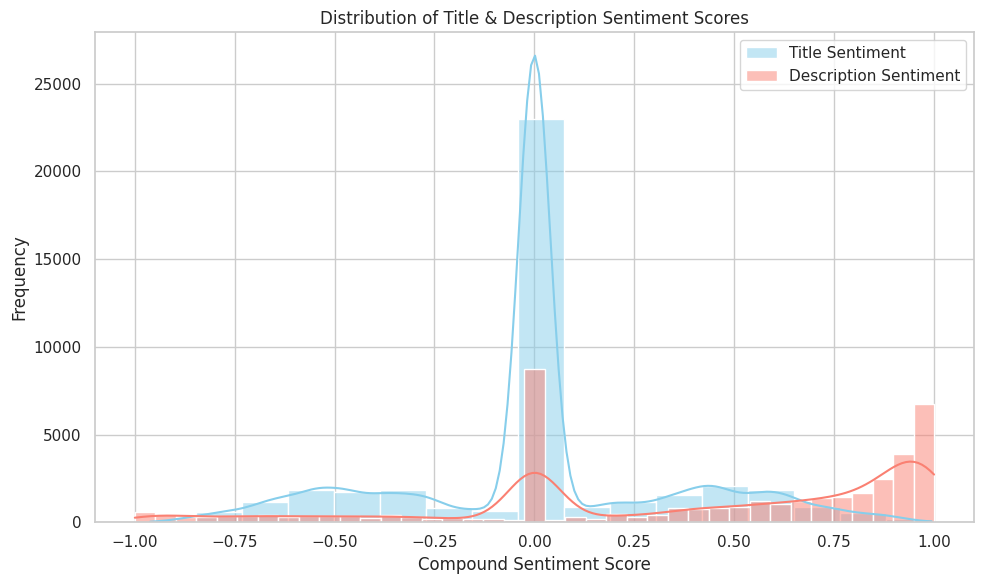 Distribution of Title & Description Sentiment Scores
Title Sentiment
Description Sentiment
Frequency
25000
20000
15000
10000
5000
0
−1.00 −0.75 −0.50 −0.25 0.00 0.25 0.50 0.75 1.00
Compound Sentiment Score